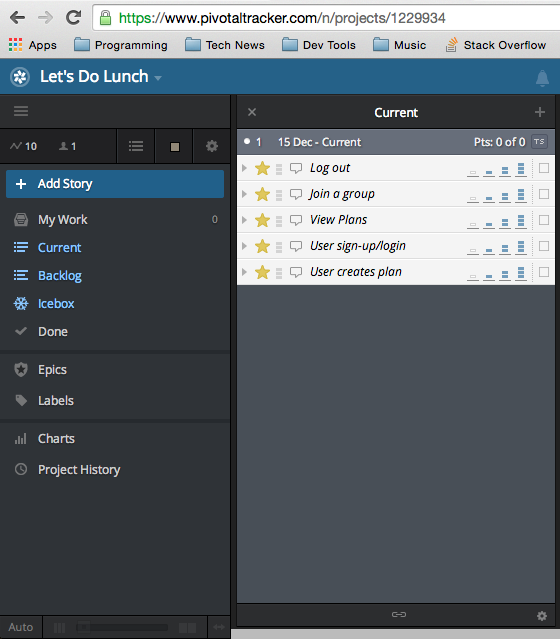 https://www.pivotaltracker.com/n/projects/1229934
Apps Programming Tech News Dev Tools Music Stack Overflow
Let's Do Lunch
10 1
Add Story
My Work 0
Current
Backlog
Icebox
Done
Epics
Labels
Charts
Project History
Auto
Current
1 15 Dec - Current Pts: 0 of 0 TS
Log out
Join a group
View Plans
User sign-up/login
User creates plan